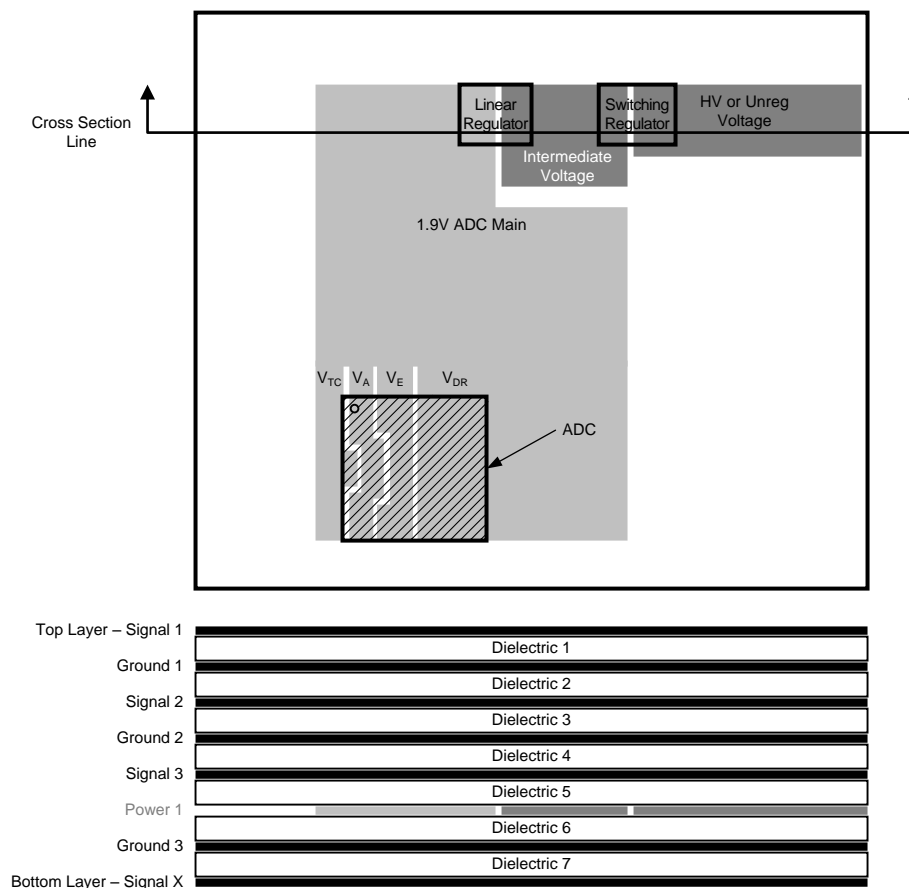 Cross Section
Line
Linear
Regulator
Switching
Regulator
HV or Unreg
Voltage
Intermediate
Voltage
1.9V ADC Main
VTC VA VE VDR
ADC
Top Layer – Signal 1
Dielectric 1
Ground 1
Dielectric 2
Signal 2
Dielectric 3
Ground 2
Dielectric 4
Signal 3
Dielectric 5
Power 1
Dielectric 6
Ground 3
Dielectric 7
Bottom Layer – Signal X